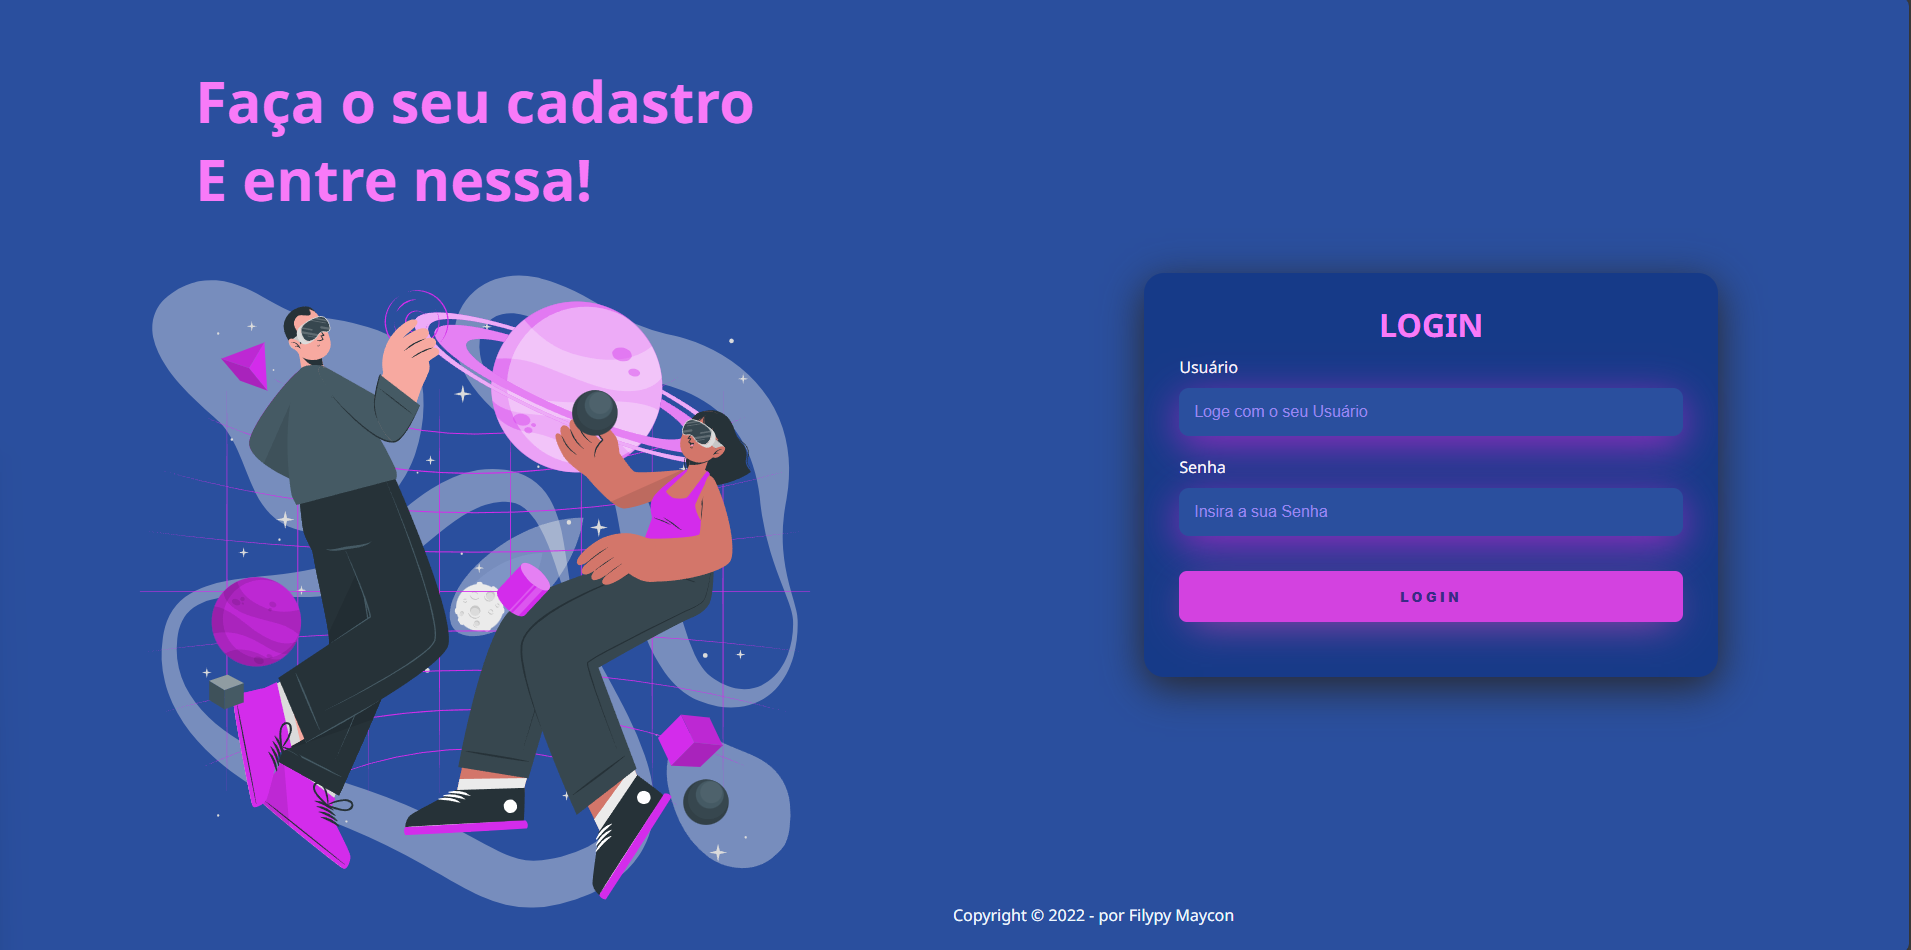 Faça o seu cadastro
E entre nessa!
LOGIN
Usuário
Loge com o seu Usuário
Senha
Insira a sua Senha
LOGIN
Copyright © 2022 - por Filypy Maycon